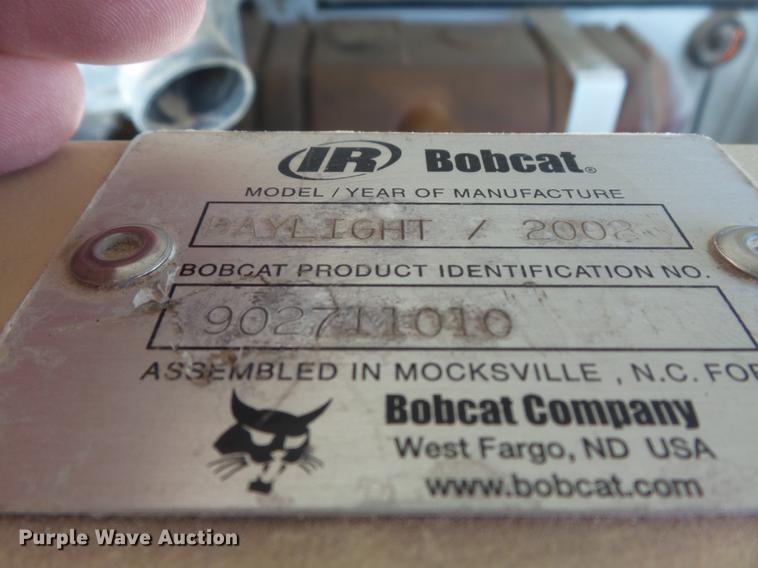 IR Bobcat®
MODEL / YEAR OF MANUFACTURE
DAYLIGHT / 2002
BOBCAT PRODUCT IDENTIFICATION NO.
902711010
ASSEMBLED IN MOCKSVILLE , N.C. FOR
Bobcat Company
West Fargo, ND USA
www.bobcat.com
Purple Wave Auction